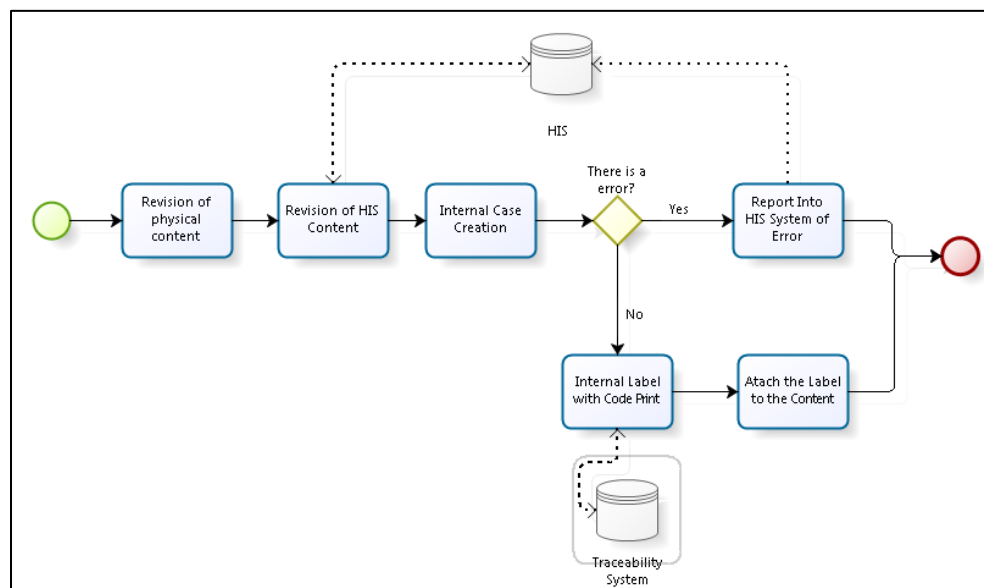 HIS
There is a
error?
Revision of
physical
content
Revision of HIS
Content
Internal Case
Creation
Yes
Report Into
HIS System of
Error
No
Internal Label
with Code Print
Atach the Label
to the Content
Traceability
System